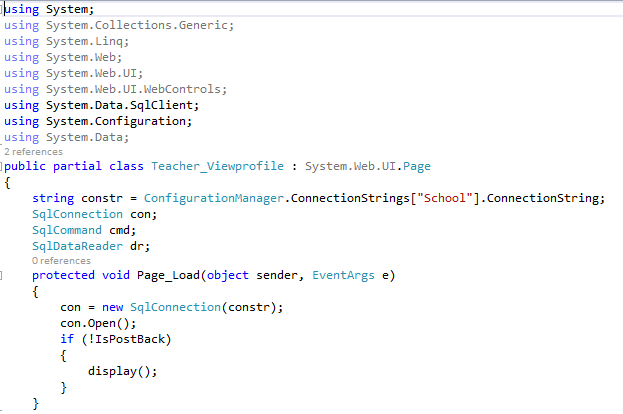 using System;
using System.Collections.Generic;
using System.Linq;
using System.Web;
using System.Web.UI;
using System.Web.UI.WebControls;
using System.Data.SqlClient;
using System.Configuration;
using System.Data;
2 references
public partial class Teacher_Viewprofile : System.Web.UI.Page
{
    string constr = ConfigurationManager.ConnectionStrings["School"].ConnectionString;
    SqlConnection con;
    SqlCommand cmd;
    SqlDataReader dr;
    0 references
    protected void Page_Load(object sender, EventArgs e)
    {
        con = new SqlConnection(constr);
        con.Open();
        if (!IsPostBack)
        {
            display();
        }
    }